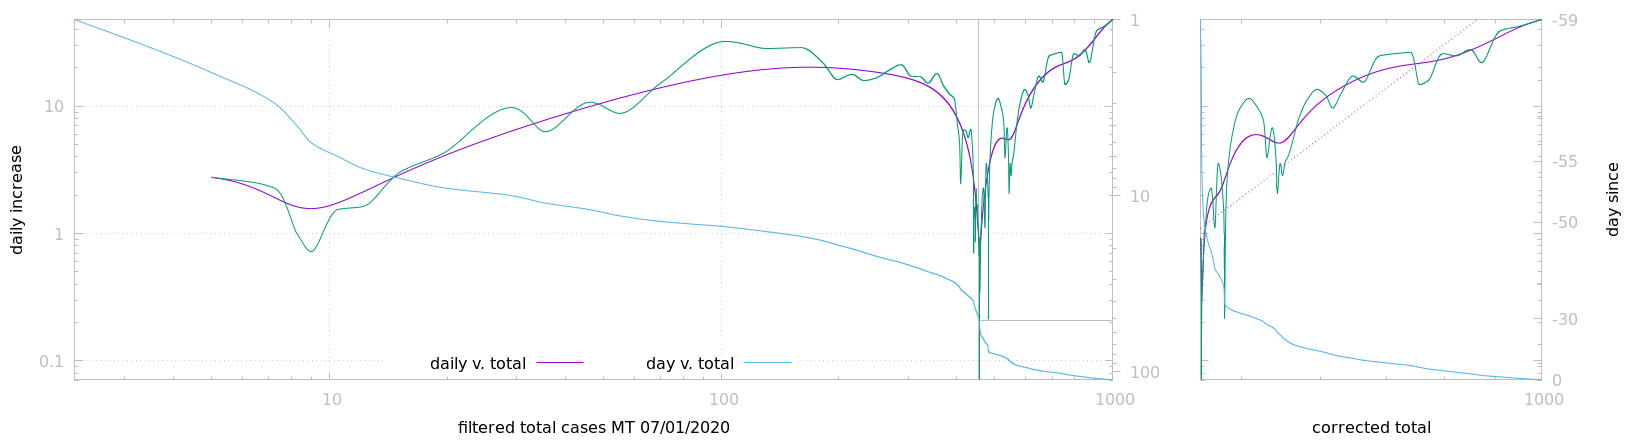 daily increase
10
1
0.1
daily v. total
day v. total
10
100
1000
filtered total cases MT 07/01/2020
1
10
100
1000
corrected total
-59
-55
-50
-30
0
day since